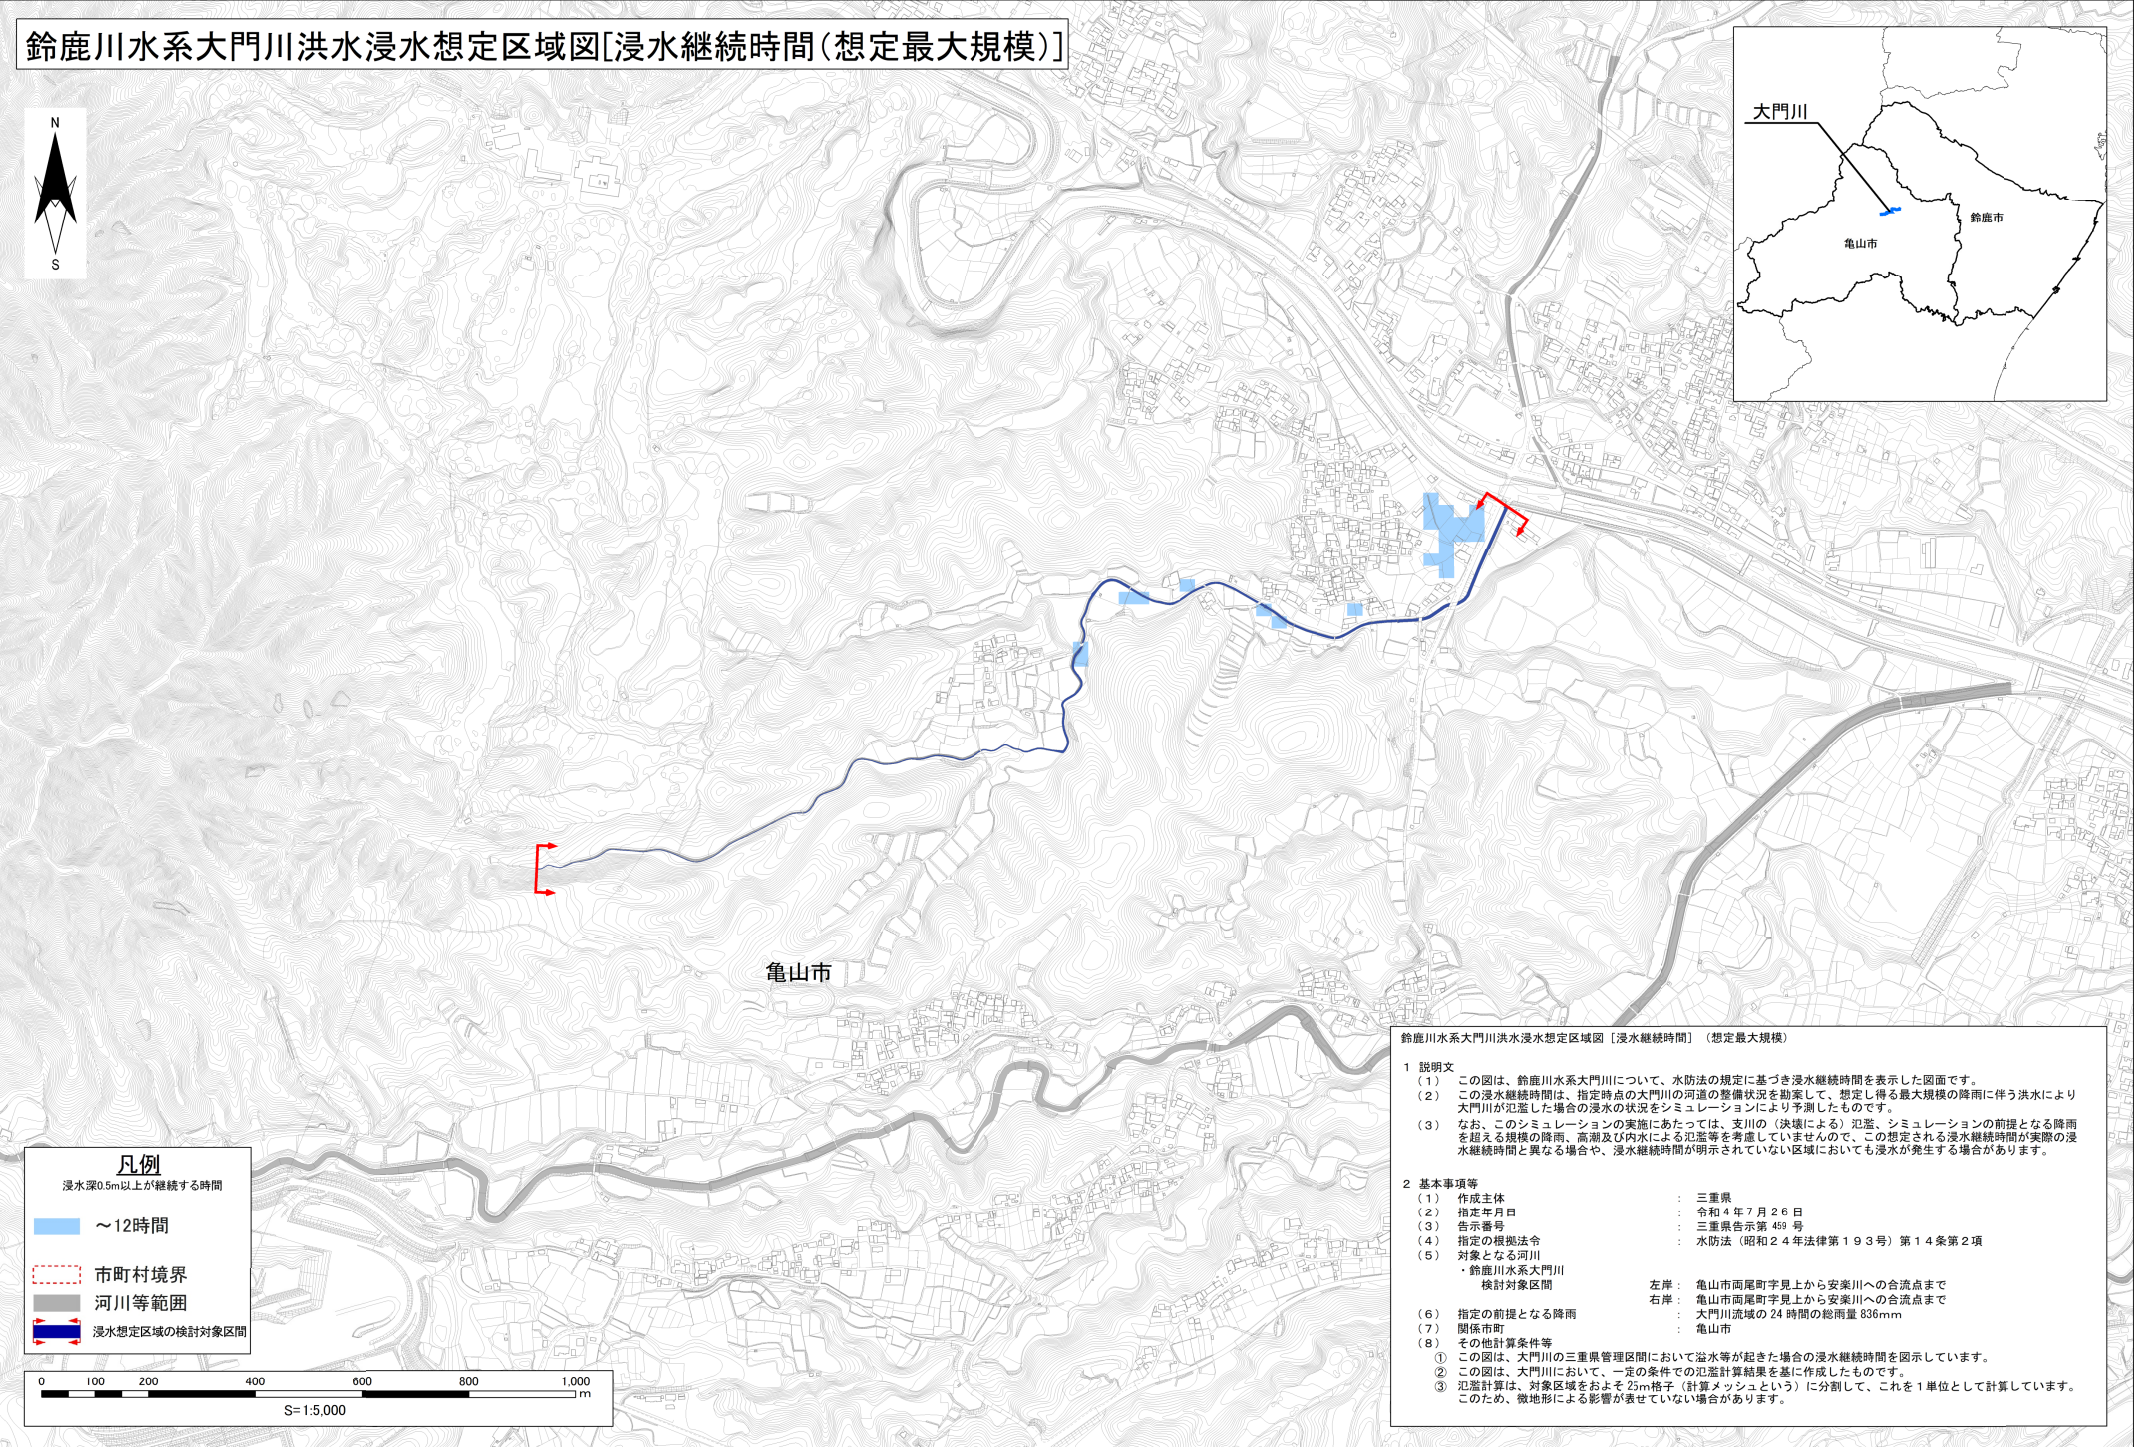 鈴鹿川水系大門川洪水浸水想定区域図[浸水継続時間(想定最大規模)]
N
S
大門川
鈴鹿市
亀山市
亀山市
凡例
浸水深0.5m以上が継続する時間
～12時間
市町村境界
河川等範囲
浸水想定区域の検討対象区間
0 100 200 400 600 800 1,000
m
S=1:5,000
鈴鹿川水系大門川洪水浸水想定区域図［浸水継続時間］（想定最大規模）
1 説明文
（1） この図は、鈴鹿川水系大門川について、水防法の規定に基づき浸水継続時間を表示した図面です。
（2） この浸水継続時間は、指定時点の大門川の河道の整備状況を勘案して、想定し得る最大規模の降雨に伴う洪水により
大門川が氾濫した場合の浸水の状況をシミュレーションにより予測したものです。
（3） なお、このシミュレーションの実施にあたっては、支川の（決壊による）氾濫、シミュレーションの前提となる降雨
を超える規模の降雨、高潮及び内水による氾濫等を考慮していませんので、この想定される浸水継続時間が実際の浸
水継続時間と異なる場合や、浸水継続時間が明示されていない区域においても浸水が発生する場合があります。
2 基本事項等
（1） 作成主体 ： 三重県
（2） 指定年月日 ： 令和4年7月26日
（3） 告示番号 ： 三重県告示第 459 号
（4） 指定の根拠法令 ： 水防法（昭和24年法律第193号）第14条第2項
（5） 対象となる河川
・鈴鹿川水系大門川
検討対象区間 左岸： 亀山市両尾町字見上から安楽川への合流点まで
右岸： 亀山市両尾町字見上から安楽川への合流点まで
（6） 指定の前提となる降雨 ： 大門川流域の 24 時間の総雨量 836mm
（7） 関係市町 ： 亀山市
（8） その他計算条件等
① この図は、大門川の三重県管理区間において溢水等が起きた場合の浸水継続時間を図示しています。
② この図は、大門川において、一定の条件での氾濫計算結果を基に作成したものです。
③ 氾濫計算は、対象区域をおよそ 25m格子（計算メッシュという）に分割して、これを1単位として計算しています。
このため、微地形による影響が表せていない場合があります。